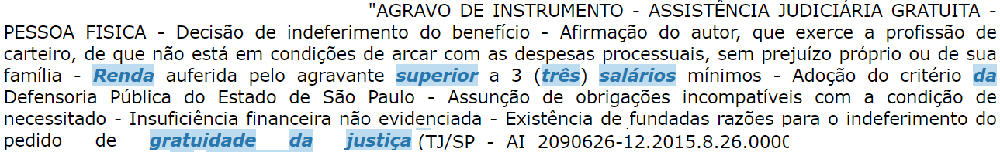 "AGRAVO DE INSTRUMENTO - ASSISTÊNCIA JUDICIÁRIA GRATUITA -
PESSOA FISICA - Decisão de indeferimento do benefício - Afirmação do autor, que exerce a profissão de
carteiro, de que não está em condições de arcar com as despesas processuais, sem prejuízo próprio ou de sua
família - Renda auferida pelo agravante superior a 3 (três) salários mínimos - Adoção do critério da
Defensoria Pública do Estado de São Paulo - Assunção de obrigações incompatíveis com a condição de
necessitado - Insuficiência financeira não evidenciada - Existência de fundadas razões para o indeferimento do
pedido de gratuidade da justiça (TJ/SP - AI 2090626-12.2015.8.26.0000